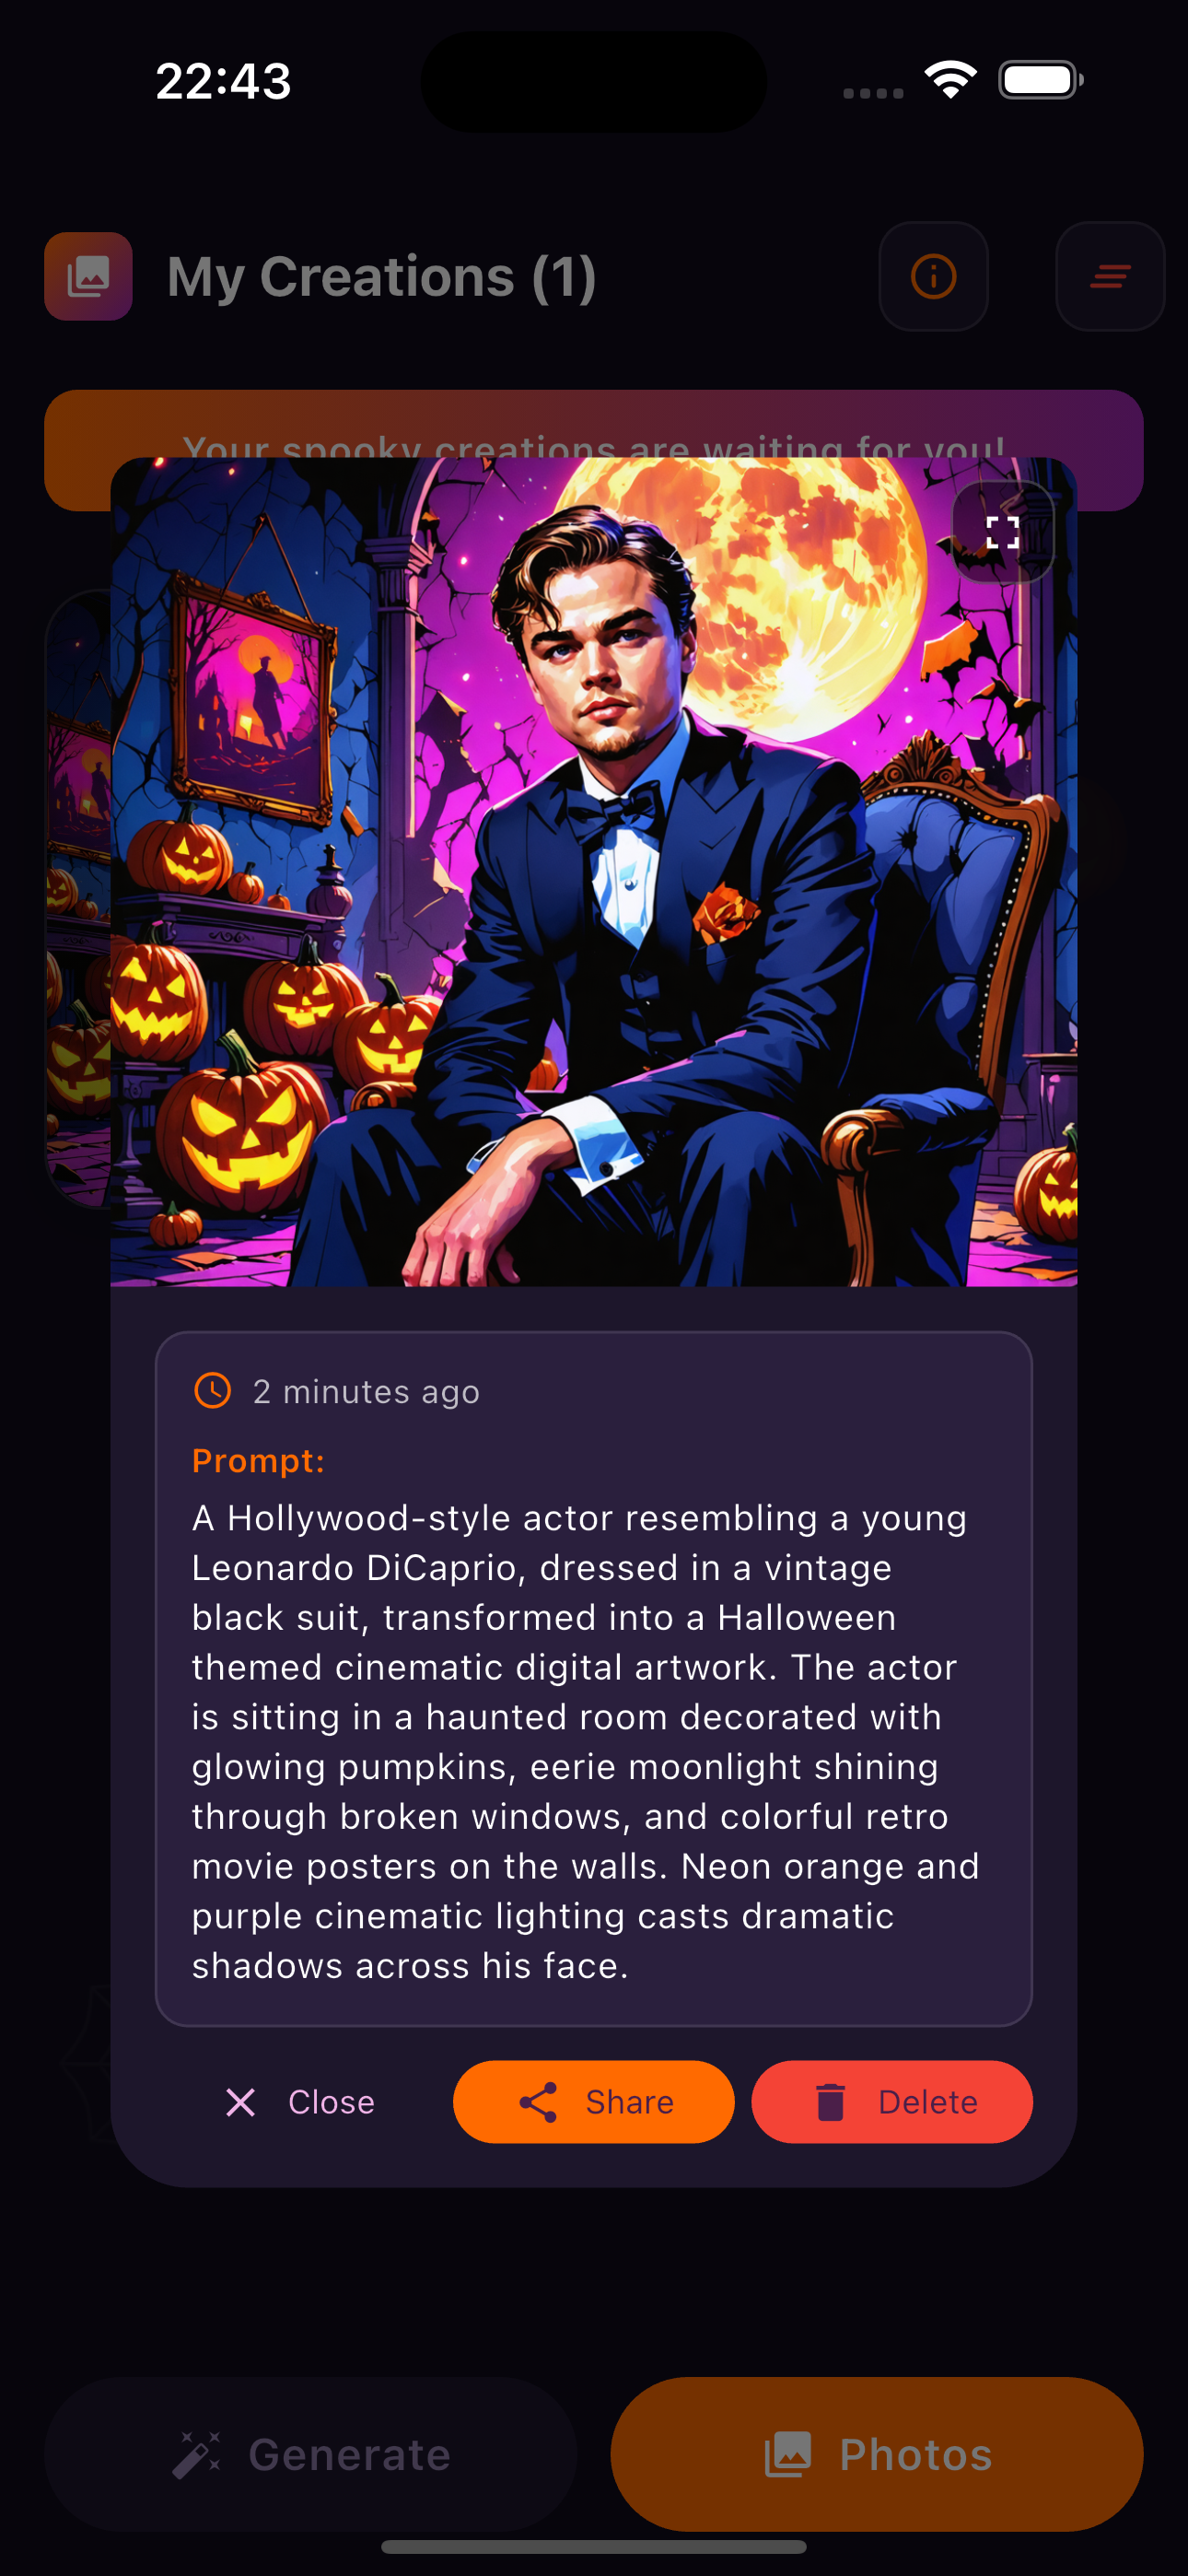 22:43
My Creations (1)
Your spooky creations are waiting for you!
2 minutes ago
Prompt:
A Hollywood-style actor resembling a young
Leonardo DiCaprio, dressed in a vintage
black suit, transformed into a Halloween
themed cinematic digital artwork. The actor
is sitting in a haunted room decorated with
glowing pumpkins, eerie moonlight shining
through broken windows, and colorful retro
movie posters on the walls. Neon orange and
purple cinematic lighting casts dramatic
shadows across his face.
Close
Share
Delete
Generate
Photos